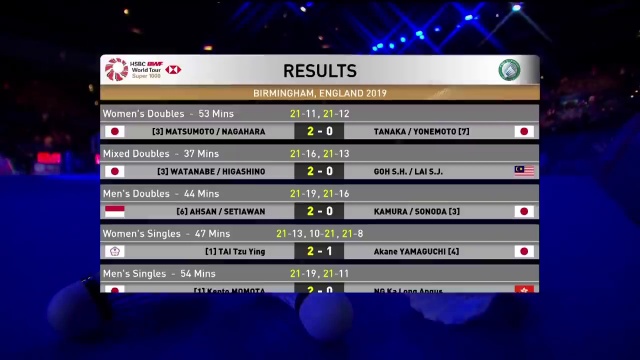 HSBC BWF
World Tour
Super 1000
RESULTS
BIRMINGHAM, ENGLAND 2019
Women's Doubles - 53 Mins 21-11, 21-12
[3] MATSUMOTO / NAGAHARA 2-0 TANAKA / YONEMOTO [7]
Mixed Doubles - 37 Mins 21-16, 21-13
[3] WATANABE / HIGASHINO 2-0 GOH S.H. / LAI S.J.
Men's Doubles - 44 Mins 21-19, 21-16
[6] AHSAN / SETIAWAN 2-0 KAMURA / SONODA [3]
Women's Singles - 47 Mins 21-13, 10-21, 21-8
[1] TAI Tzu Ying 2-1 Akane YAMAGUCHI [4]
Men's Singles - 54 Mins 21-19, 21-11
[1] Kento MOMOTA 2-0 NG Ka Long Angus